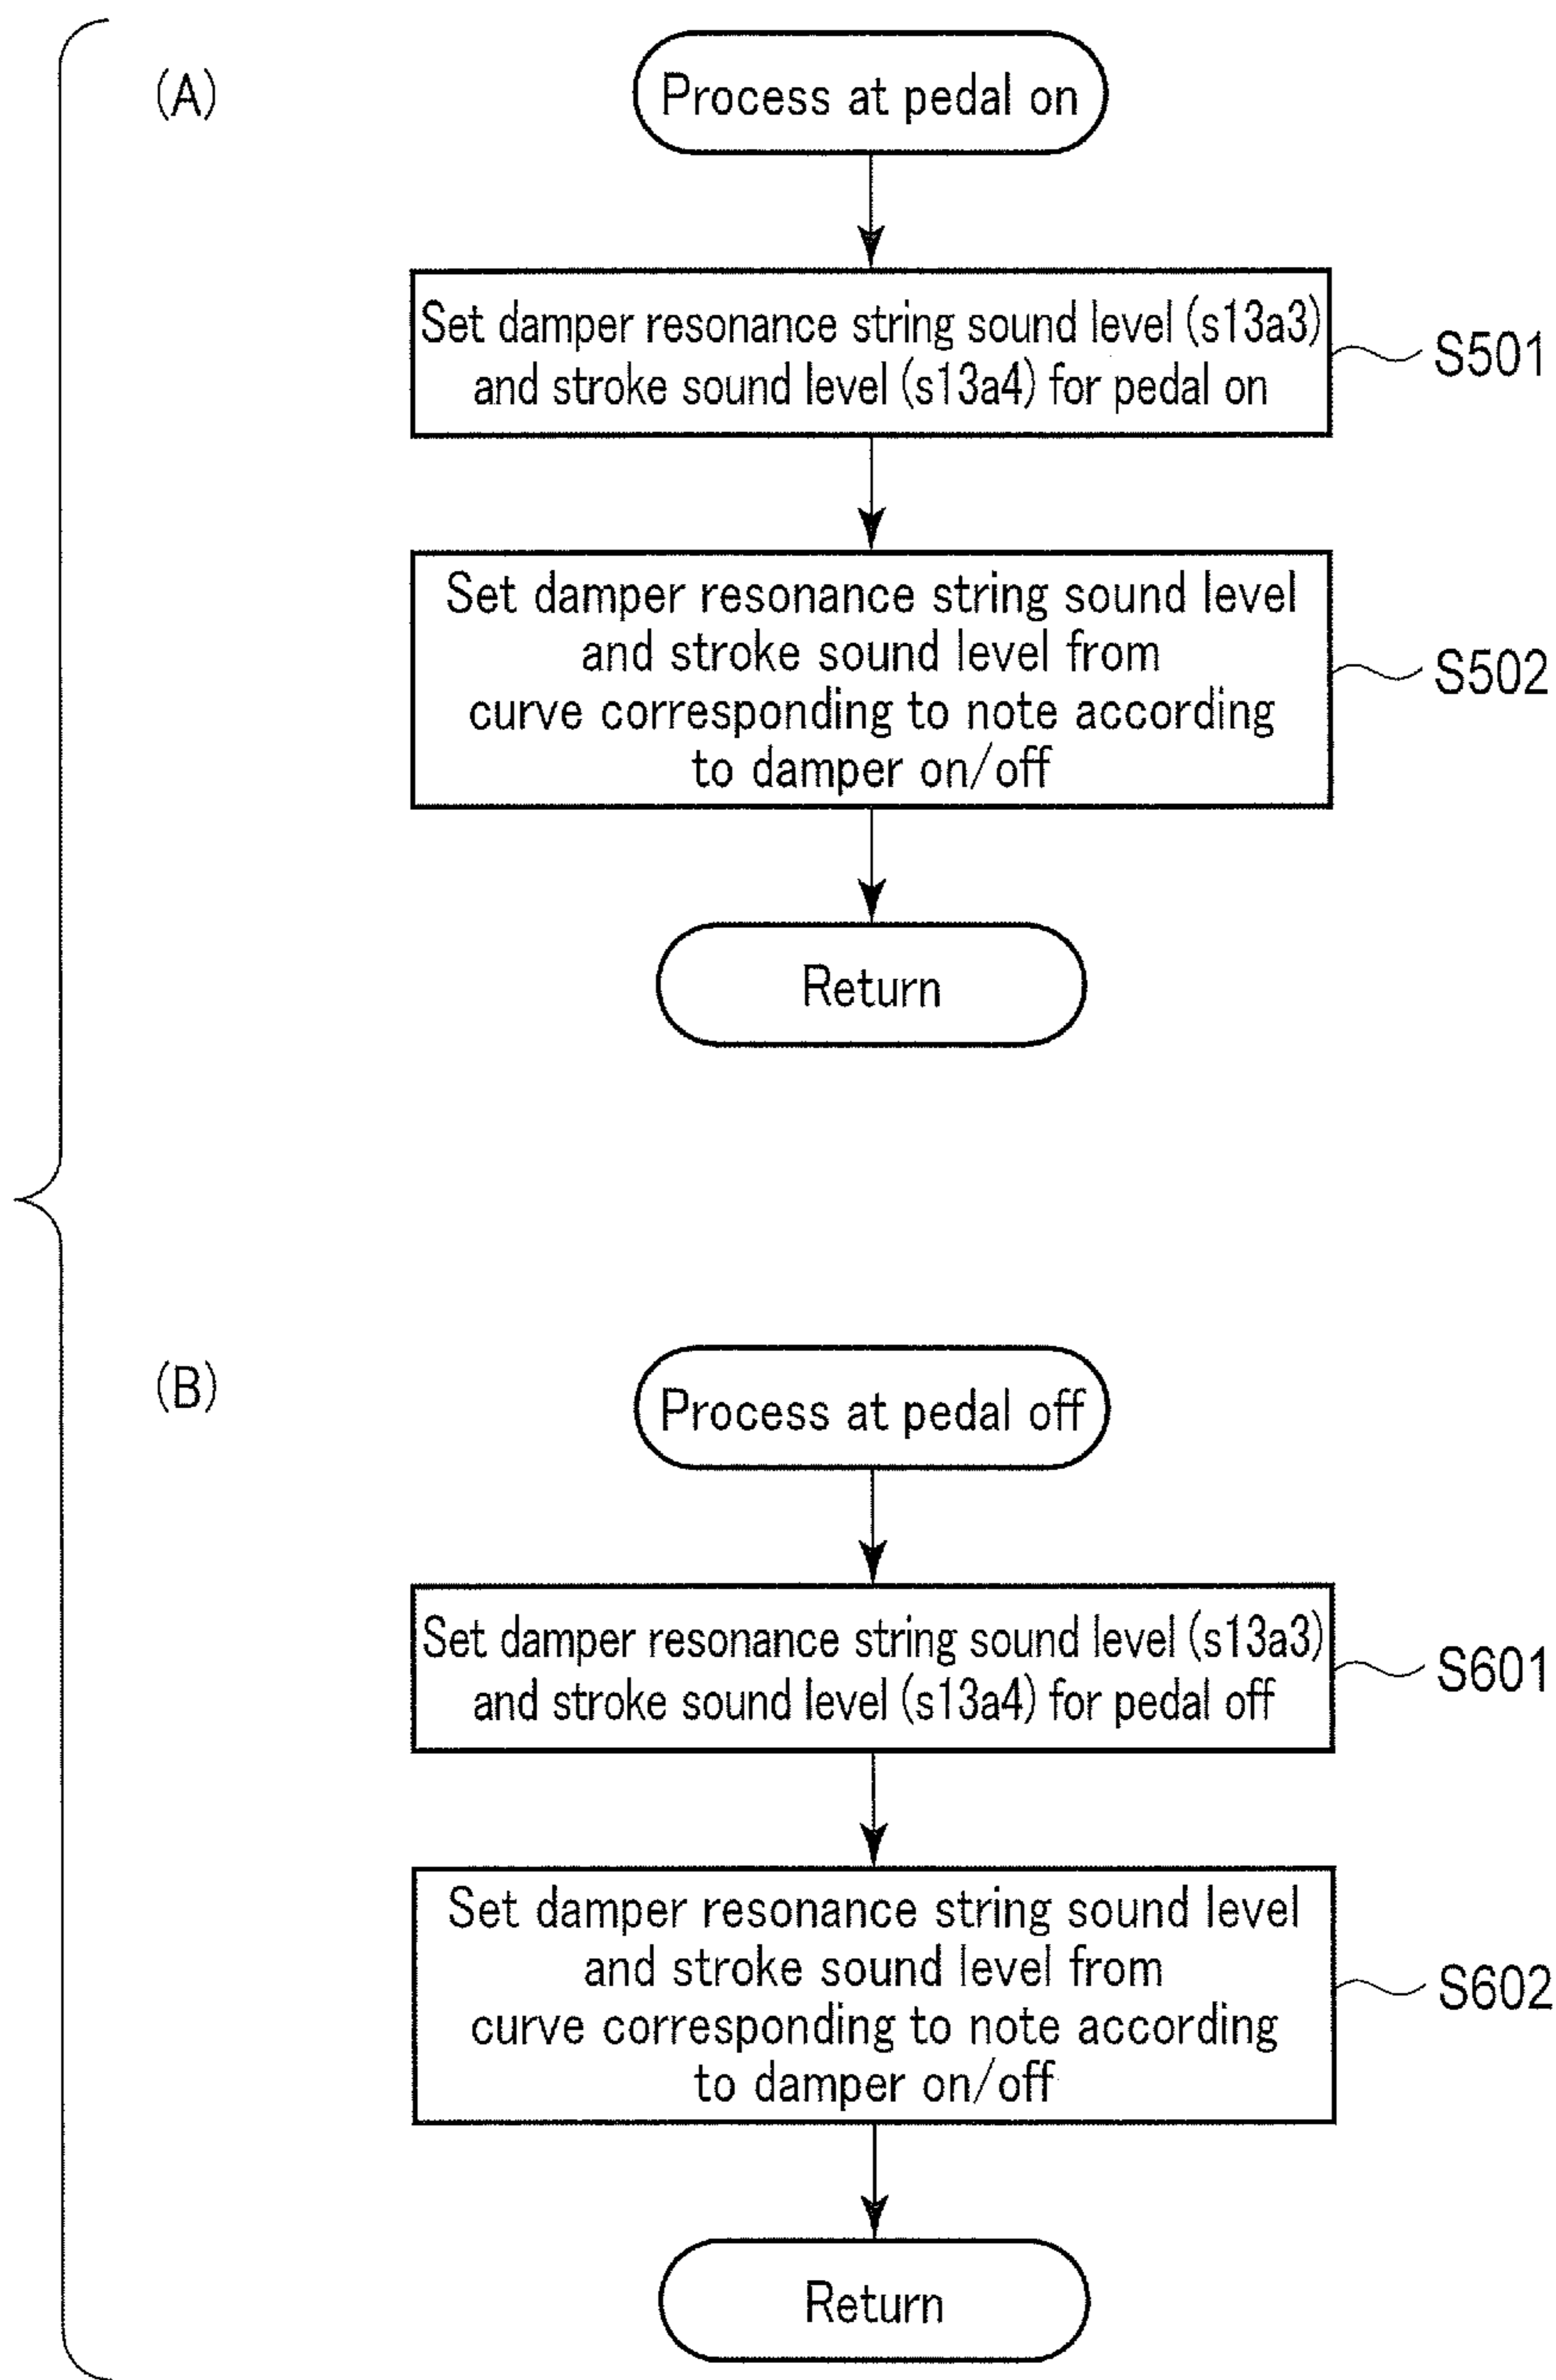 (A)
Process at pedal on
Set damper resonance string sound level (s13a3)
and stroke sound level (s13a4) for pedal on
S501
Set damper resonance string sound level
and stroke sound level from
curve corresponding to note according
to damper on/off
S502
Return
(B)
Process at pedal off
Set damper resonance string sound level (s13a3)
and stroke sound level (s13a4) for pedal off
S601
Set damper resonance string sound level
and stroke sound level from
curve corresponding to note according
to damper on/off
S602
Return